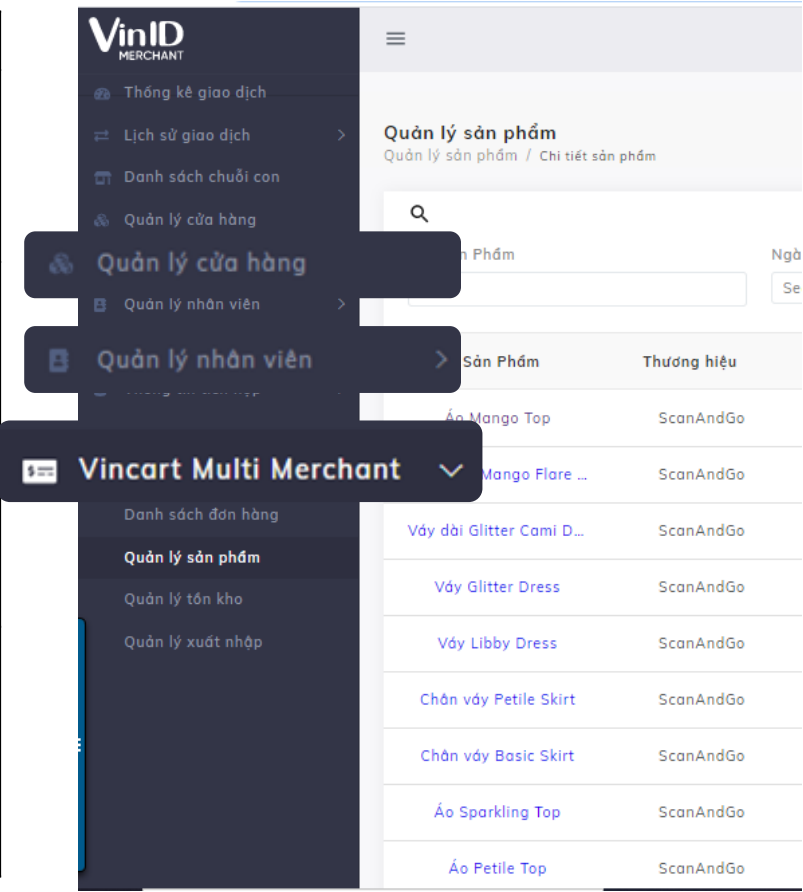 VinID
MERCHANT
Thống kê giao dịch
Lịch sử giao dịch
Danh sách chuỗi con
Quản lý cửa hàng
Quản lý cửa hàng
Quản lý nhân viên
Quản lý nhân viên
Vincart Multi Merchant
Danh sách đơn hàng
Quản lý sản phẩm
Quản lý tồn kho
Quản lý xuất nhập
Quản lý sản phẩm
Quản lý sản phẩm / Chi tiết sản phẩm
Phẩm
Sản Phẩm Thương hiệu
Áo Mango Top ScanAndGo
Mango Flare ... ScanAndGo
Váy dài Glitter Cami D... ScanAndGo
Váy Glitter Dress ScanAndGo
Váy Libby Dress ScanAndGo
Chân váy Petile Skirt ScanAndGo
Chân váy Basic Skirt ScanAndGo
Áo Sparkling Top ScanAndGo
Áo Petile Top ScanAndGo